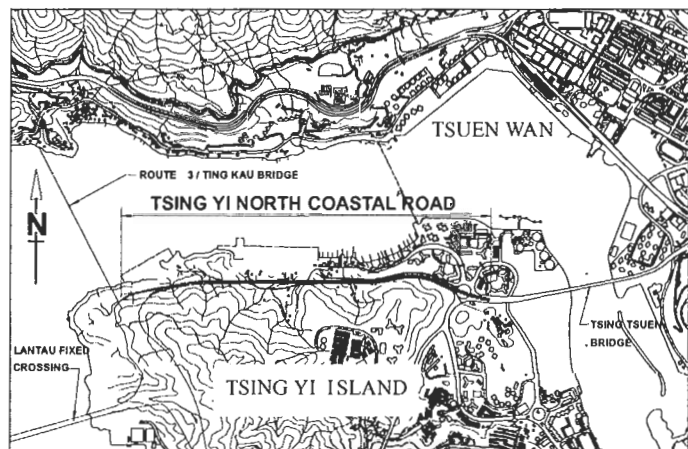 TSUEN WAN
ROUTE 3 / TING KAU BRIDGE
TSING YI NORTH COASTAL ROAD
N
TSING TSUEN
BRIDGE
LANTAU FIXED
CROSSING
TSING YI ISLAND